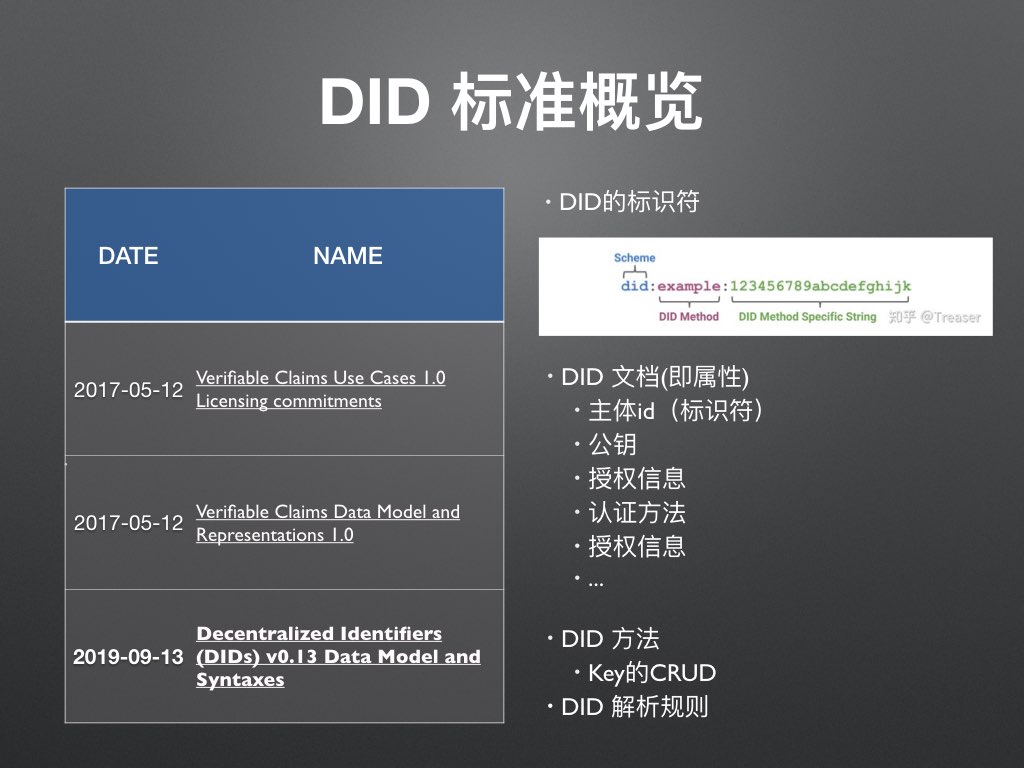 DID 标准概览
DATE NAME
2017-05-12 Verifiable Claims Use Cases 1.0
Licensing commitments
2017-05-12 Verifiable Claims Data Model and
Representations 1.0
2019-09-13 Decentralized Identifiers
(DIDs) v0.13 Data Model and
Syntaxes
• DID的标识符
Scheme
did:example:123456789abcdefghijk
DID Method DID Method Specific String
知乎 @Treaser
• DID 文档(即属性)
• 主体id（标识符）
• 公钥
• 授权信息
• 认证方法
• 授权信息
• ...
• DID 方法
• Key的CRUD
• DID 解析规则